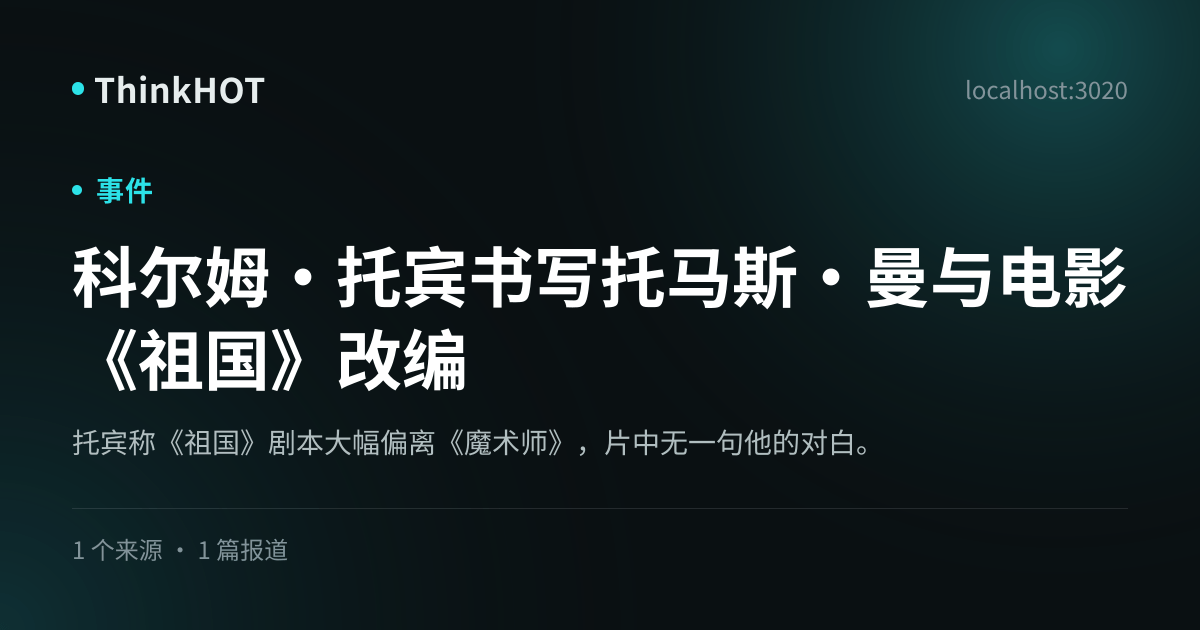 ThinkHOT
localhost:3020
事件
科尔姆·托宾书写托马斯·曼与电影
《祖国》改编
托宾称《祖国》剧本大幅偏离《魔术师》，片中无一句他的对白。
1 个来源 · 1 篇报道